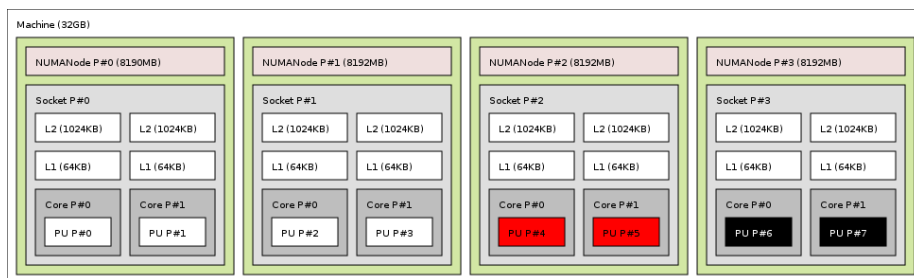 Machine (32GB)
NUMANode P#0 (8190MB)
Socket P#0
L2 (1024KB) L2 (1024KB)
L1 (64KB) L1 (64KB)
Core P#0 Core P#1
PU P#0 PU P#1
NUMANode P#1 (8192MB)
Socket P#1
L2 (1024KB) L2 (1024KB)
L1 (64KB) L1 (64KB)
Core P#0 Core P#1
PU P#2 PU P#3
NUMANode P#2 (8192MB)
Socket P#2
L2 (1024KB) L2 (1024KB)
L1 (64KB) L1 (64KB)
Core P#0 Core P#1
PU P#4 PU P#5
NUMANode P#3 (8192MB)
Socket P#3
L2 (1024KB) L2 (1024KB)
L1 (64KB) L1 (64KB)
Core P#0 Core P#1
PU P#6 PU P#7